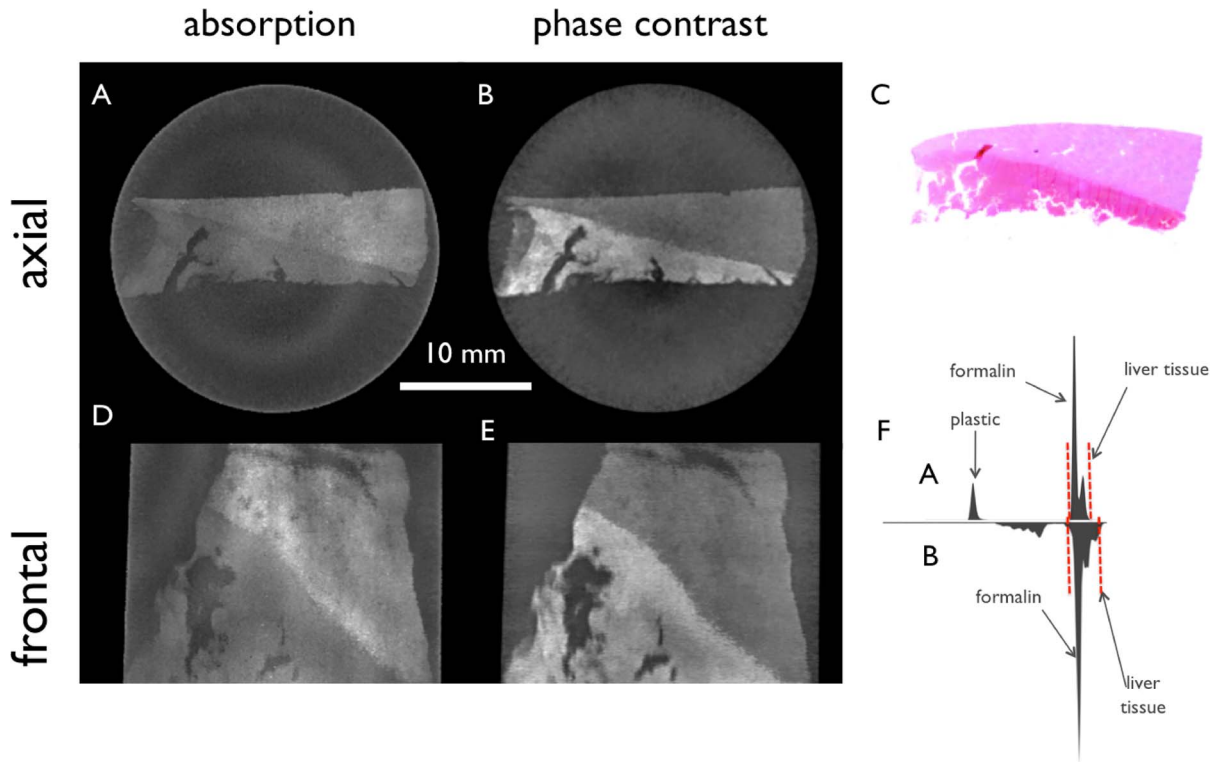 absorption
phase contrast
axial
frontal
A
B
C
10 mm
D
E
F
formalin
liver tissue
plastic
A
B
formalin
liver
tissue